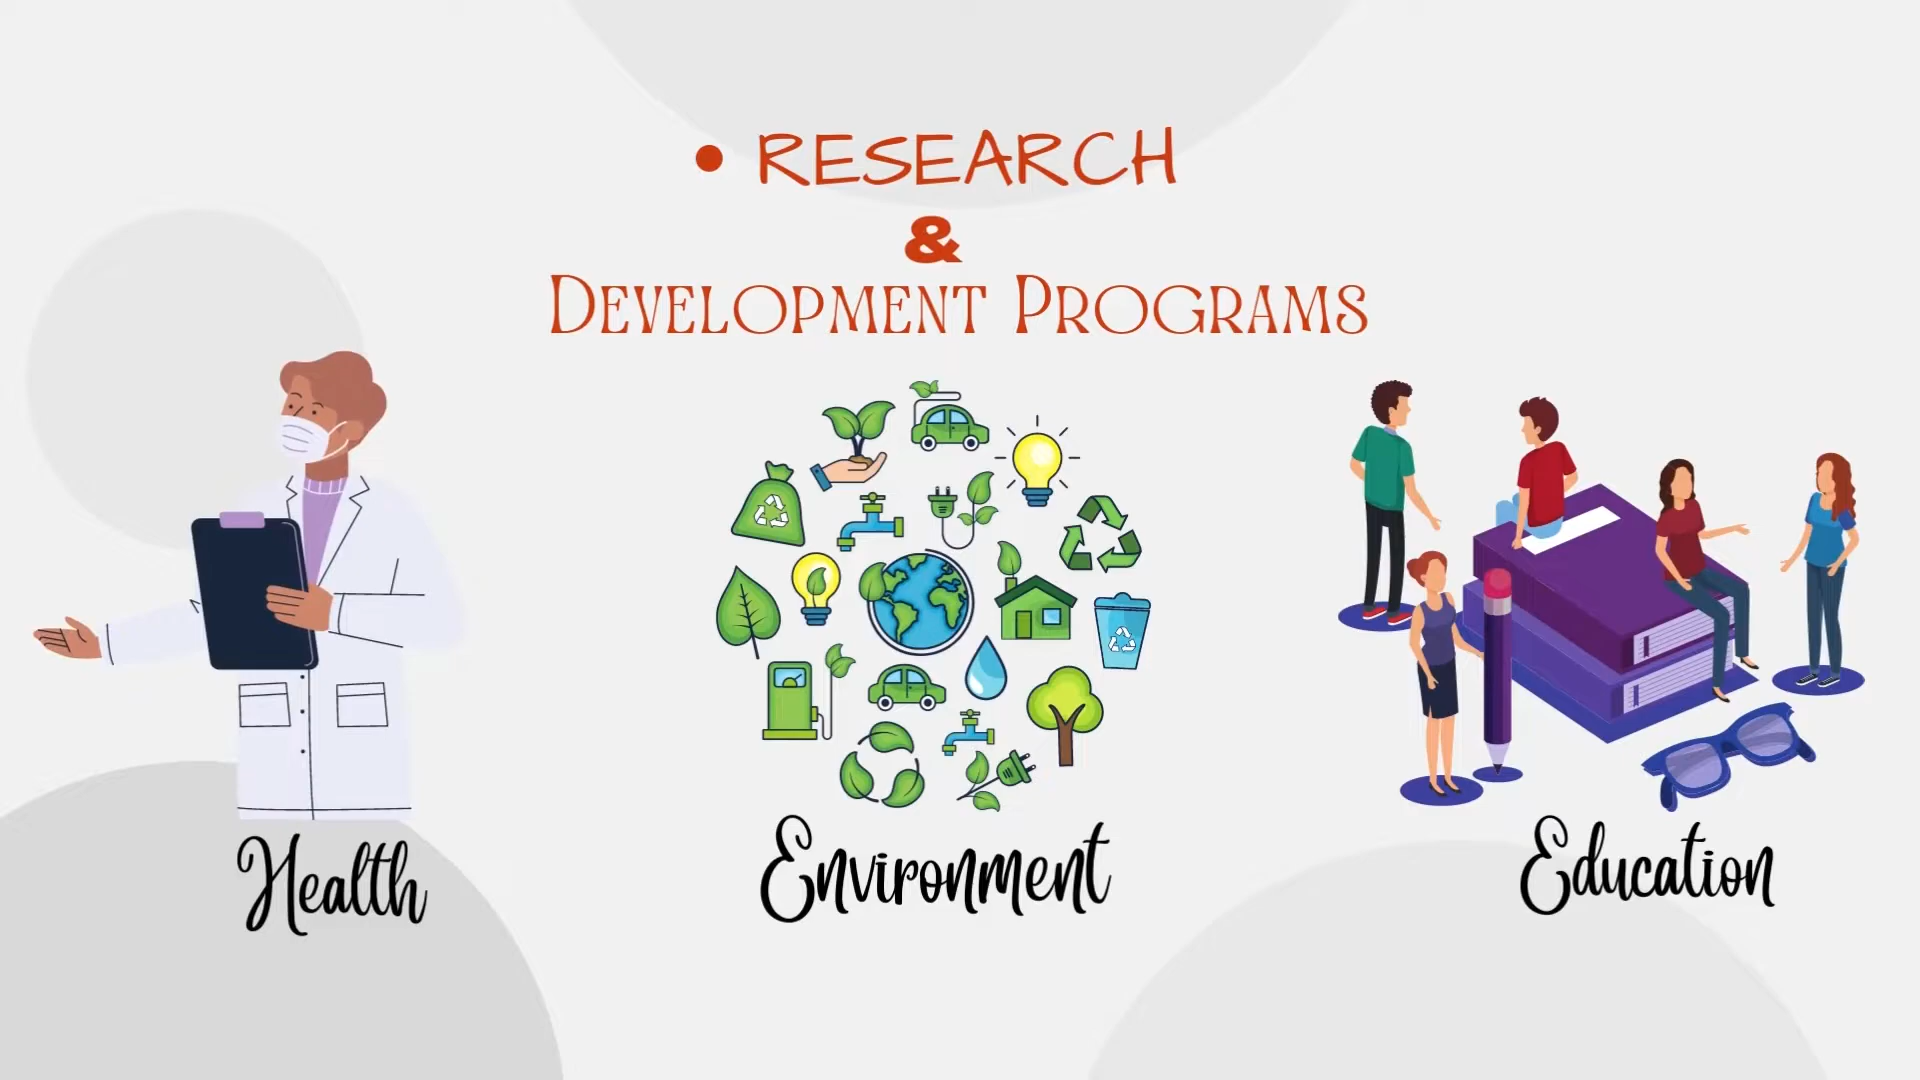 • RESEARCH
&
Development Programs
Health
Environment
Education